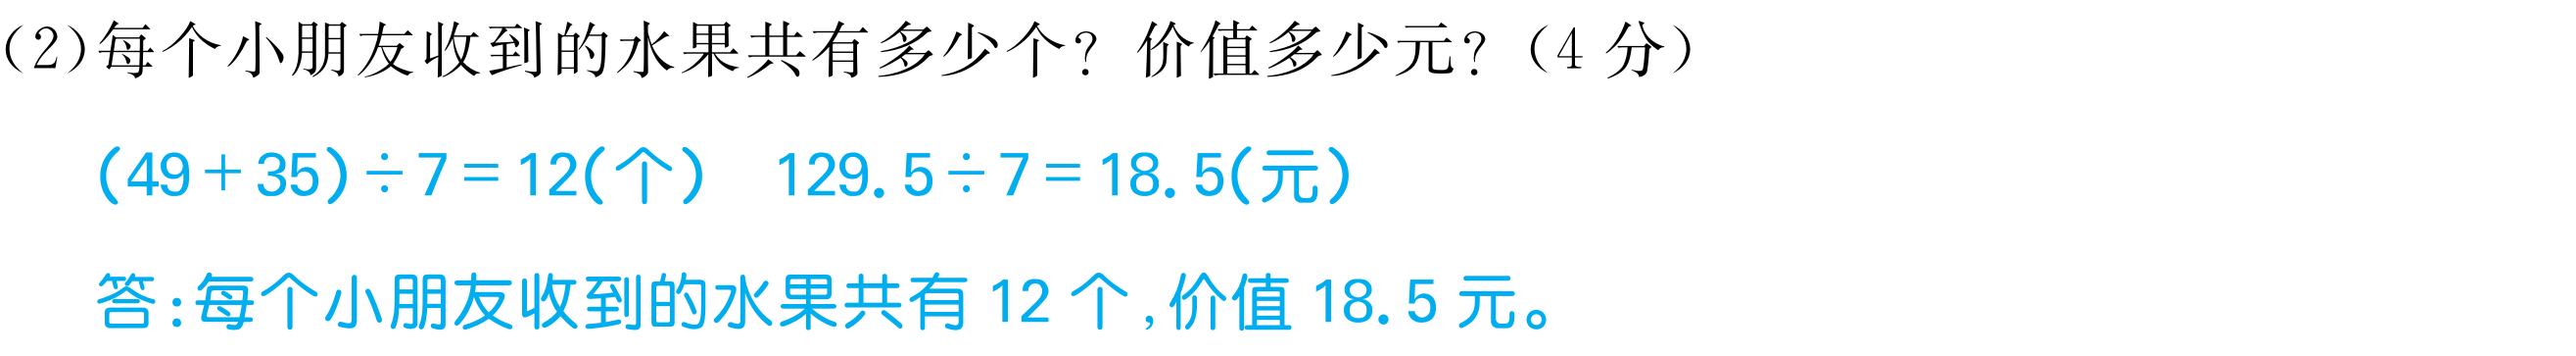 (2)每个小朋友收到的水果共有多少个？价值多少元？(4 分)
(49+35)÷7=12(个) 129.5÷7=18.5(元)
答:每个小朋友收到的水果共有 12 个,价值 18.5 元。